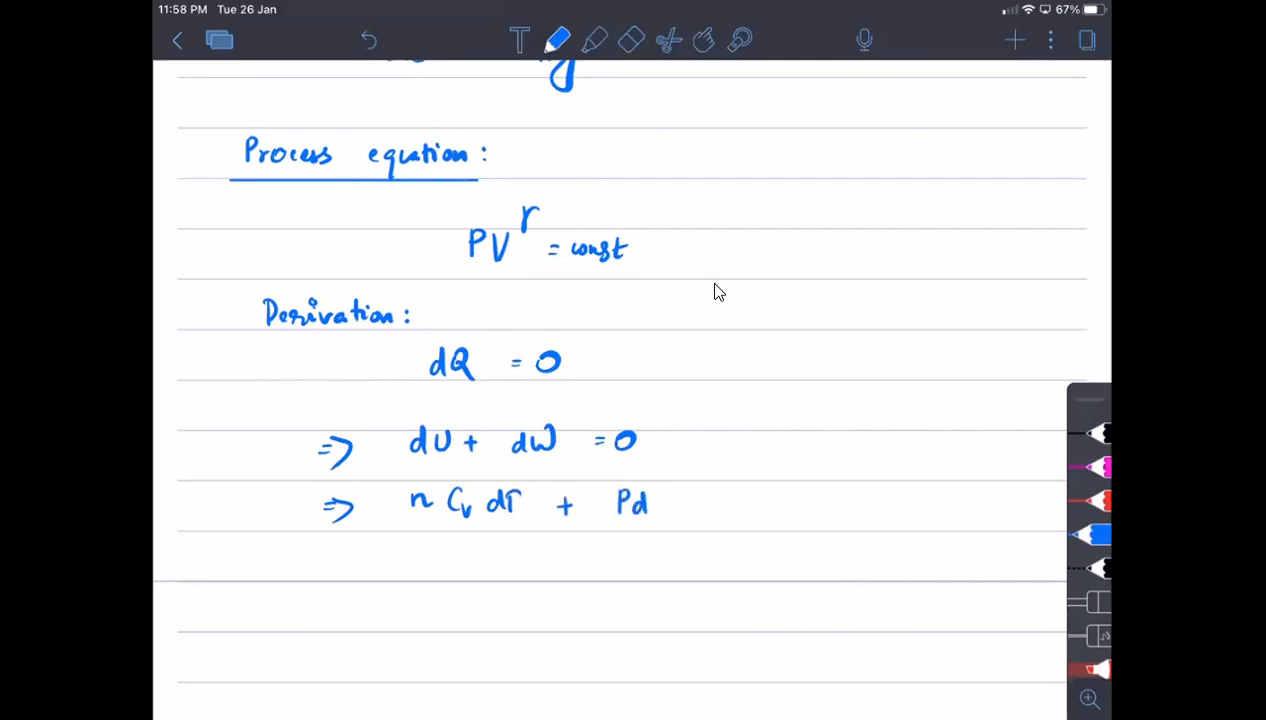 11:58 PM Tue 26 Jan 67%
T
Process equation:
PV^γ = const
Derivation:
dQ = 0
=> dU + dW = 0
=> n Cv dT + Pd